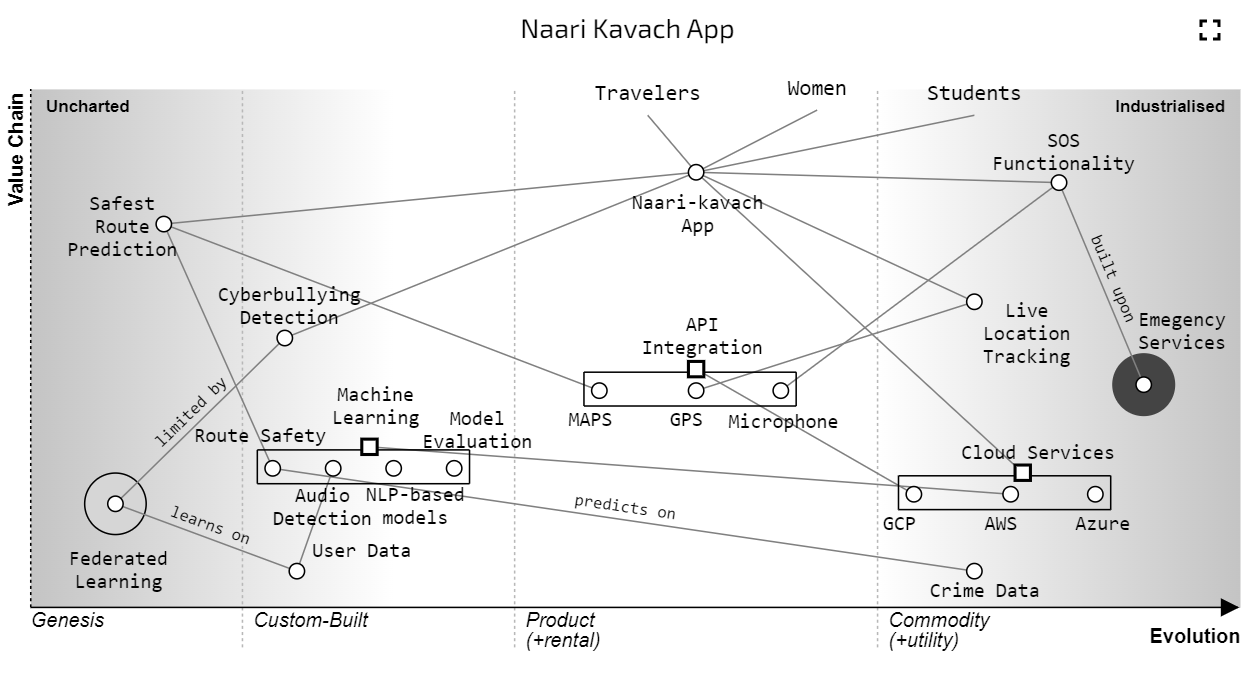 Naari Kavach App
Value Chain
Uncharted
Industrialised
Travelers
Women
Students
SOS
Functionality
Naari-kavach
App
Safest
Route
Prediction
built upon
Cyberbullying
Detection
Live
Location
Tracking
Emegency
Services
API
Integration
MAPS
GPS
Microphone
limited by
Machine
Learning
Model
Evaluation
Route Safety
Audio
Detection
NLP-based
models
Cloud Services
GCP
AWS
Azure
predicts on
learns on
User Data
Federated
Learning
Crime Data
Genesis
Custom-Built
Product
(+rental)
Commodity
(+utility)
Evolution